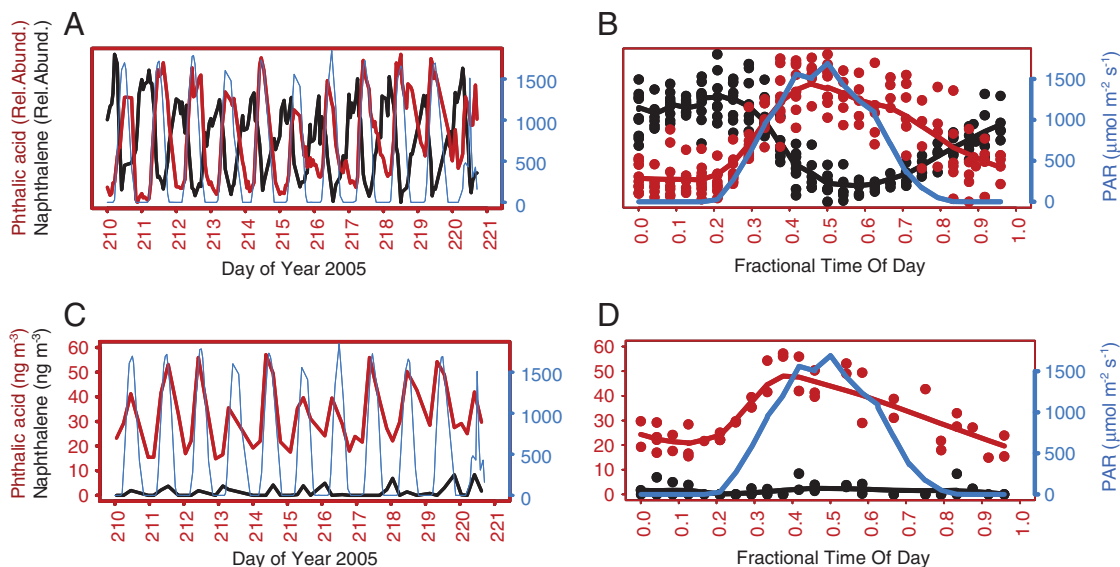 A
Phthalic acid (Rel.Abund.)
Naphthalene (Rel.Abund.)
1500
1000
500
0
210 211 212 213 214 215 216 217 218 219 220 221
Day of Year 2005
B
1500
1000
500
0
PAR (μmol m⁻² s⁻¹)
0.0 0.1 0.2 0.3 0.4 0.5 0.6 0.7 0.8 0.9 1.0
Fractional Time Of Day
C
Phthalic acid (ng m⁻³)
Naphthalene (ng m⁻³)
60
50
40
30
20
10
0
1500
1000
500
0
210 211 212 213 214 215 216 217 218 219 220 221
Day of Year 2005
D
60
50
40
30
20
10
0
1500
1000
500
0
PAR (μmol m⁻² s⁻¹)
0.0 0.1 0.2 0.3 0.4 0.5 0.6 0.7 0.8 0.9 1.0
Fractional Time Of Day